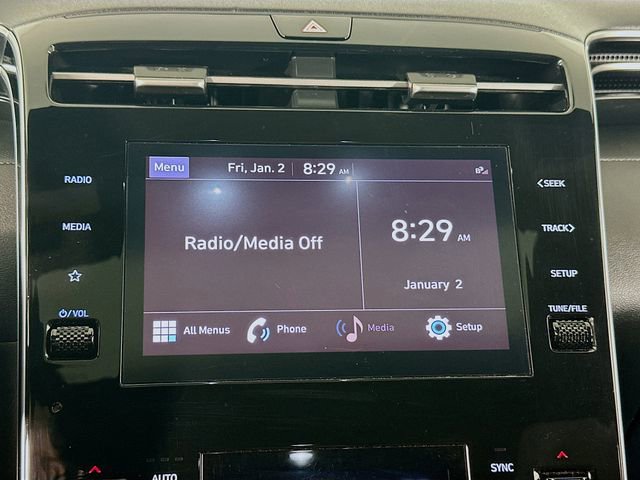 Menu Fri, Jan. 2 8:29 AM
RADIO
MEDIA
VOL
Radio/Media Off
8:29 AM
January 2
All Menus Phone Media Setup
<SEEK
TRACK>
SETUP
TUNE/FILE
AUTO
SYNC